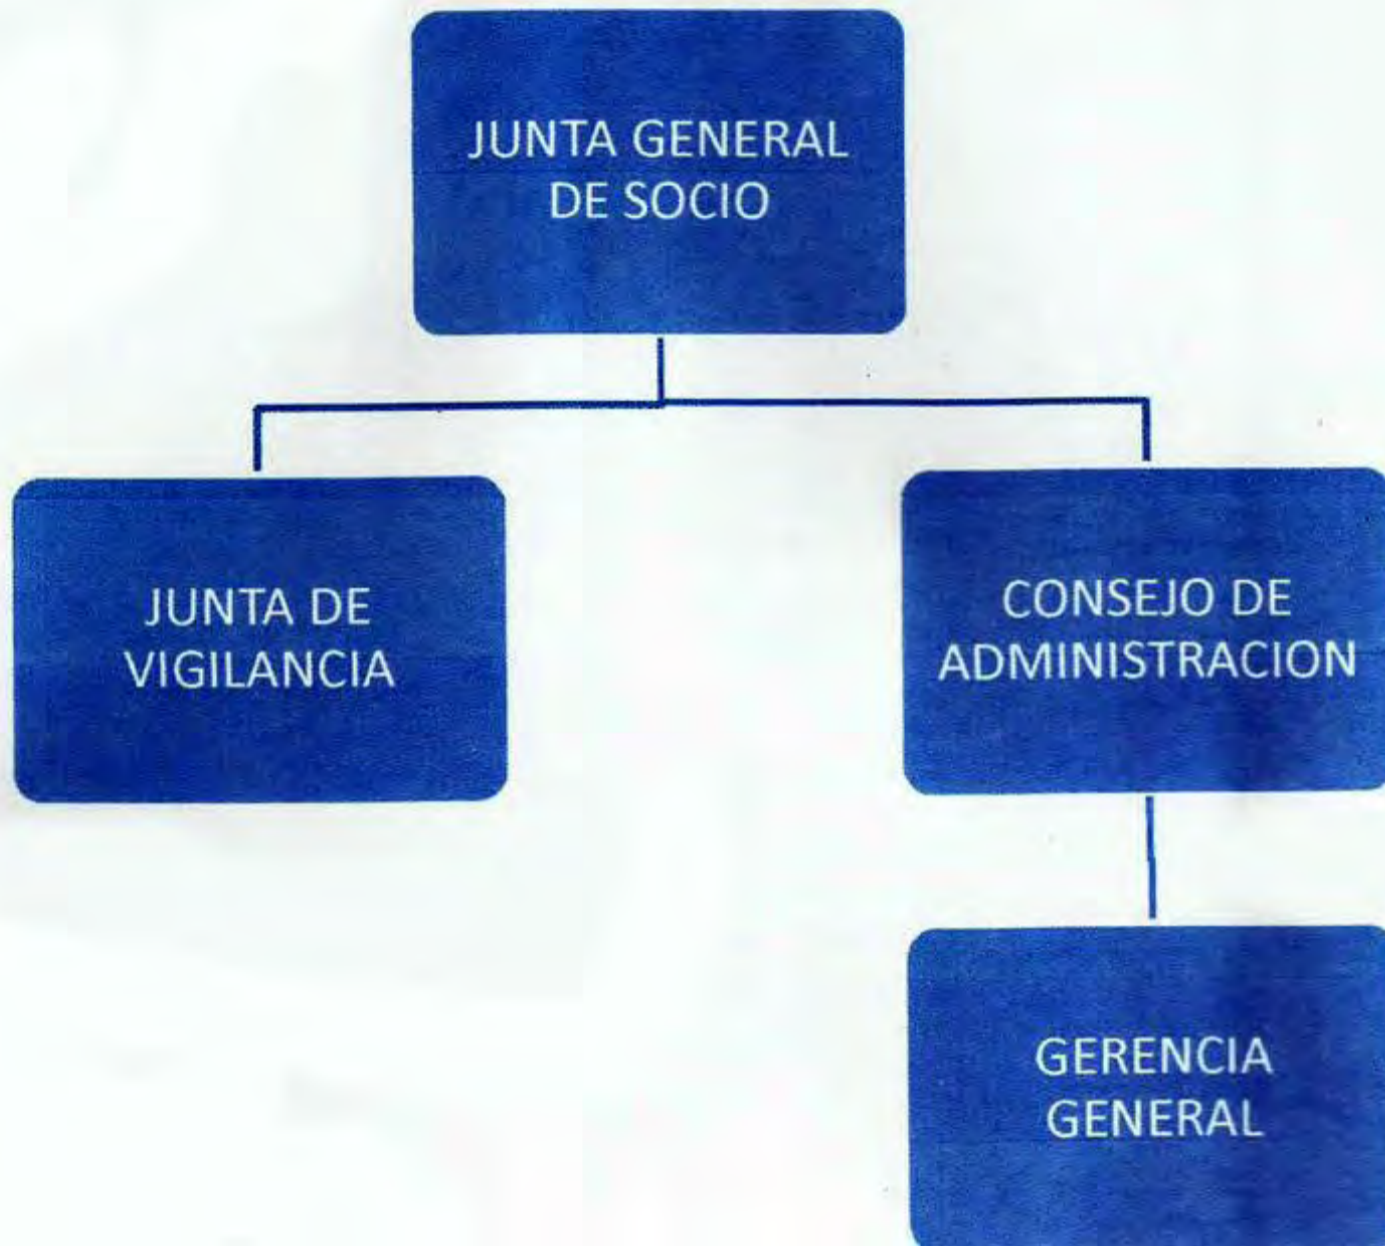 JUNTA GENERAL
DE SOCIO
JUNTA DE
VIGILANCIA
CONSEJO DE
ADMINISTRACION
GERENCIA
GENERAL